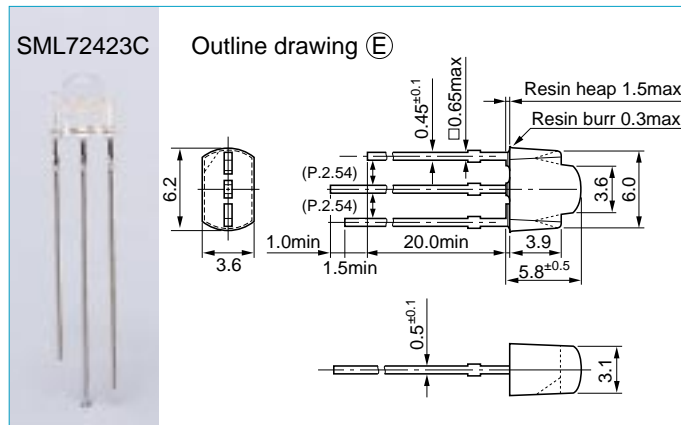 SML72423C
Outline drawing Ⓔ
Resin heap 1.5max
Resin burr 0.3max
0.45±0.1
□0.65max
(P.2.54)
(P.2.54)
6.2
3.6
3.6
6.0
1.0min
20.0min
3.9
1.5min
5.8±0.5
0.5±0.1
3.1